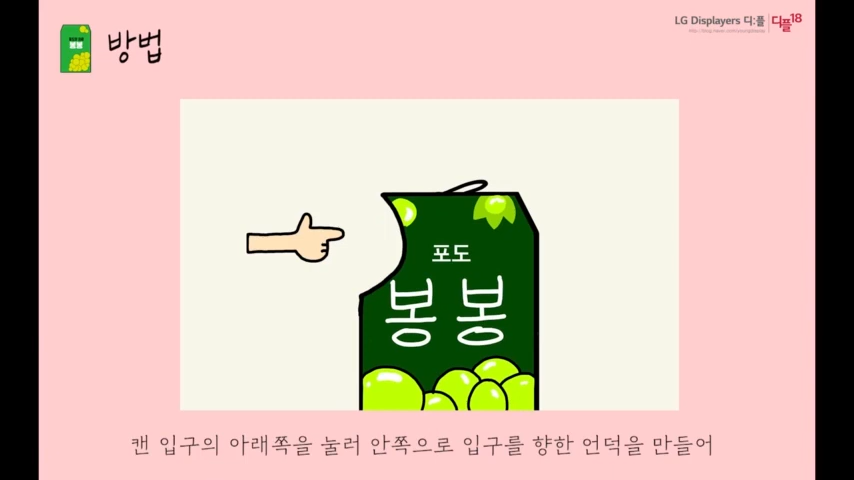 LG Displayers 디:플
디플18
방법
포도
봉봉
캔 입구의 아래쪽을 눌러 안쪽으로 입구를 향한 언덕을 만들어